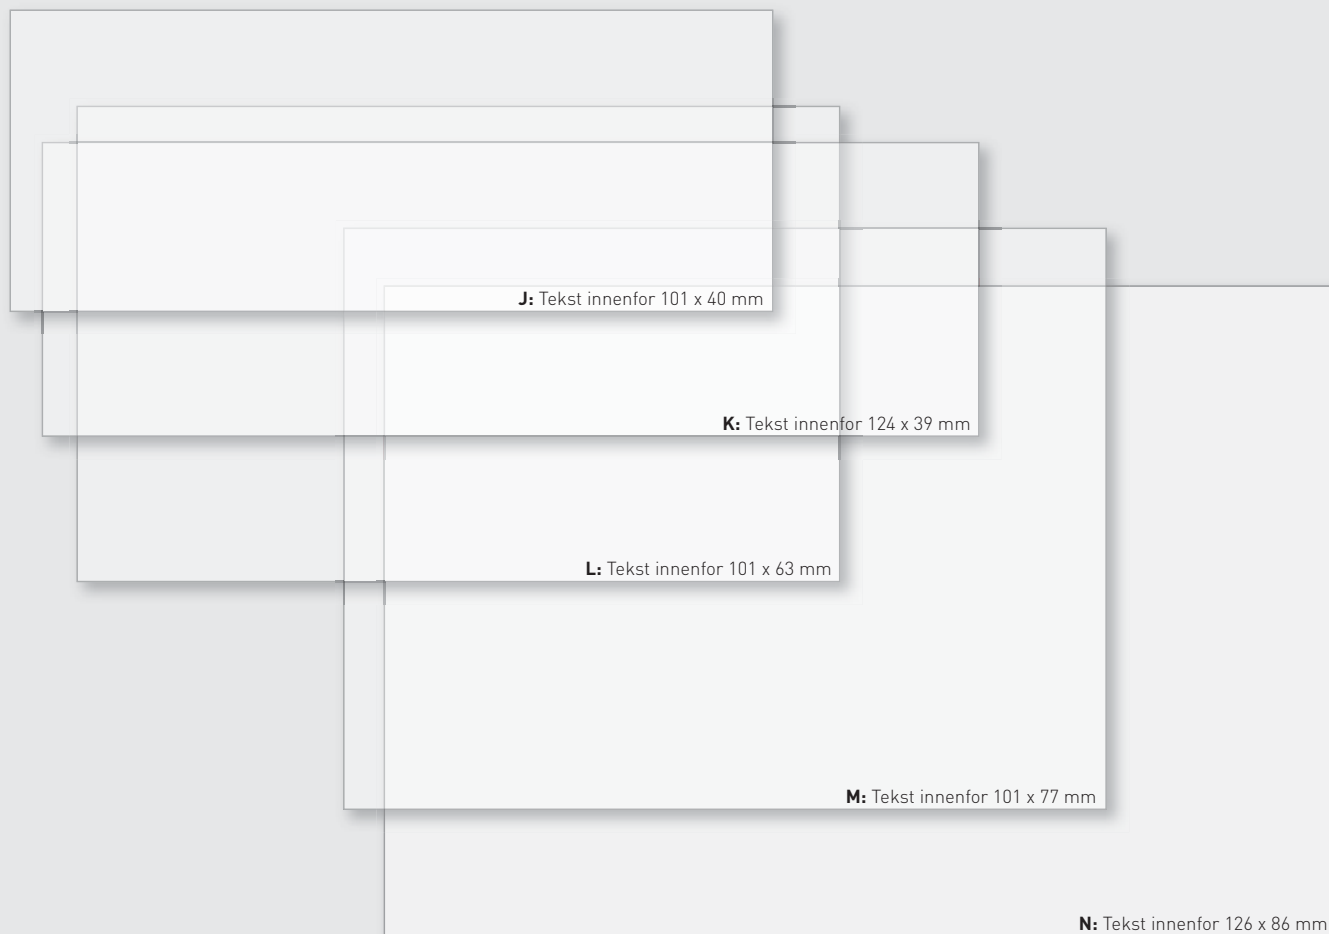 J: Tekst innenfor 101 x 40 mm
K: Tekst innenfor 124 x 39 mm
L: Tekst innenfor 101 x 63 mm
M: Tekst innenfor 101 x 77 mm
N: Tekst innenfor 126 x 86 mm